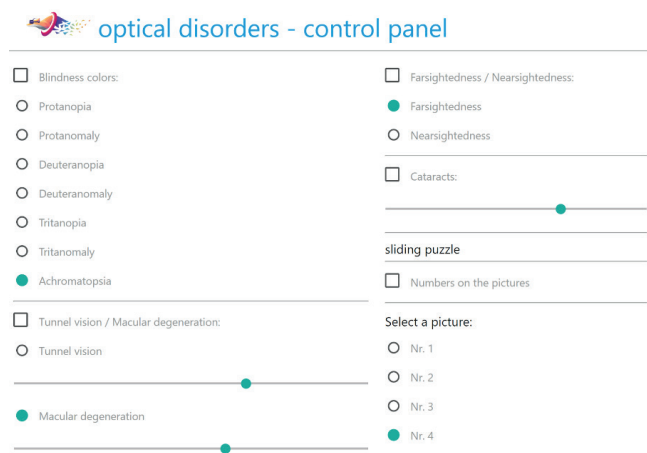 optical disorders - control panel
Blindness colors:
Protanopia
Protanomaly
Deuteranopia
Deuteranomaly
Tritanopia
Tritanomaly
Achromatopsia
Tunnel vision / Macular degeneration:
Tunnel vision
Macular degeneration
Farsightedness / Nearsightedness:
Farsightedness
Nearsightedness
Cataracts:
sliding puzzle
Numbers on the pictures
Select a picture:
Nr. 1
Nr. 2
Nr. 3
Nr. 4